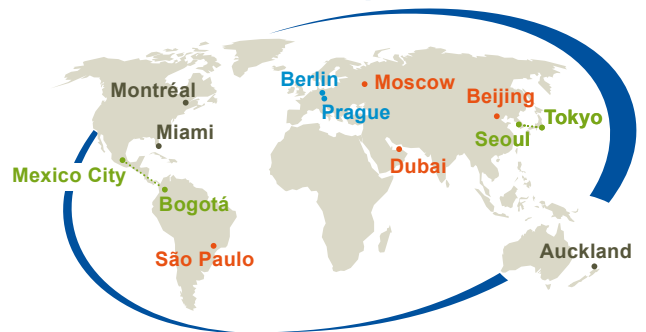 Berlin
Moscow
Montréal
Prague
Beijing
Tokyo
Miami
Seoul
Dubai
Mexico City
Bogotá
Auckland
São Paulo